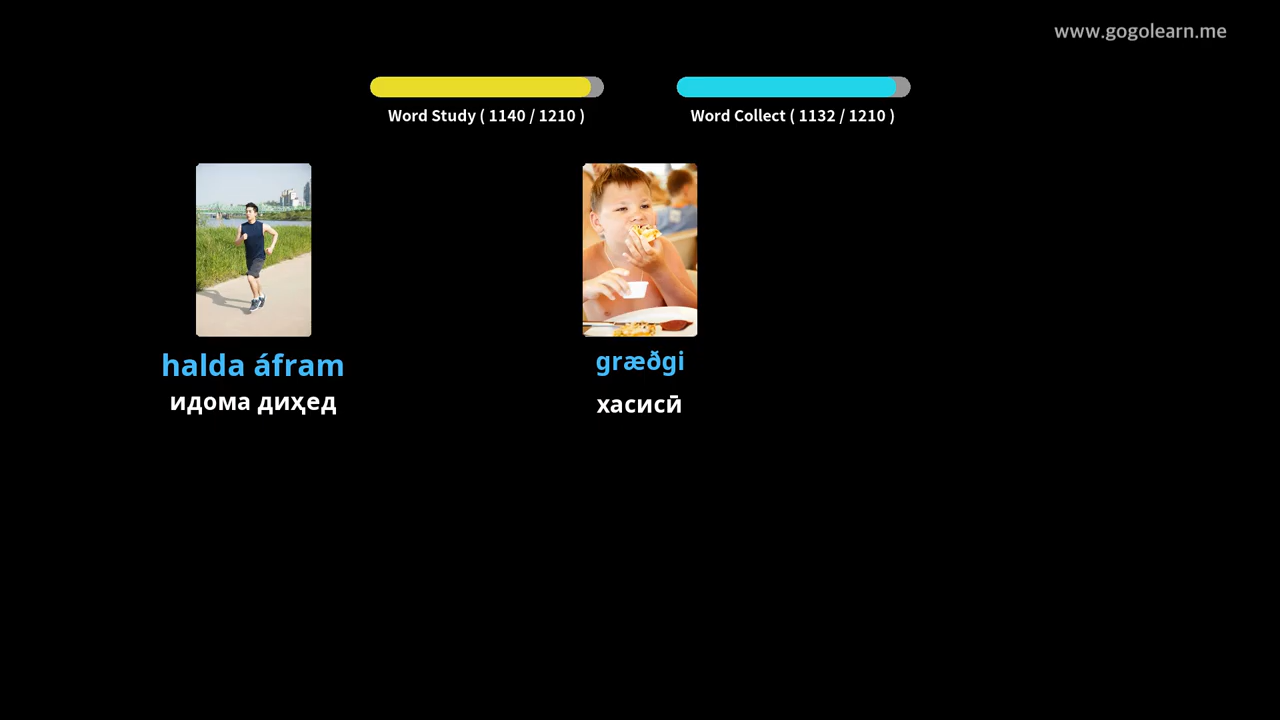 www.gogolearn.me
Word Study ( 1140 / 1210 )
Word Collect ( 1132 / 1210 )
halda áfram
идома диҳед
græðgi
хасисӣ